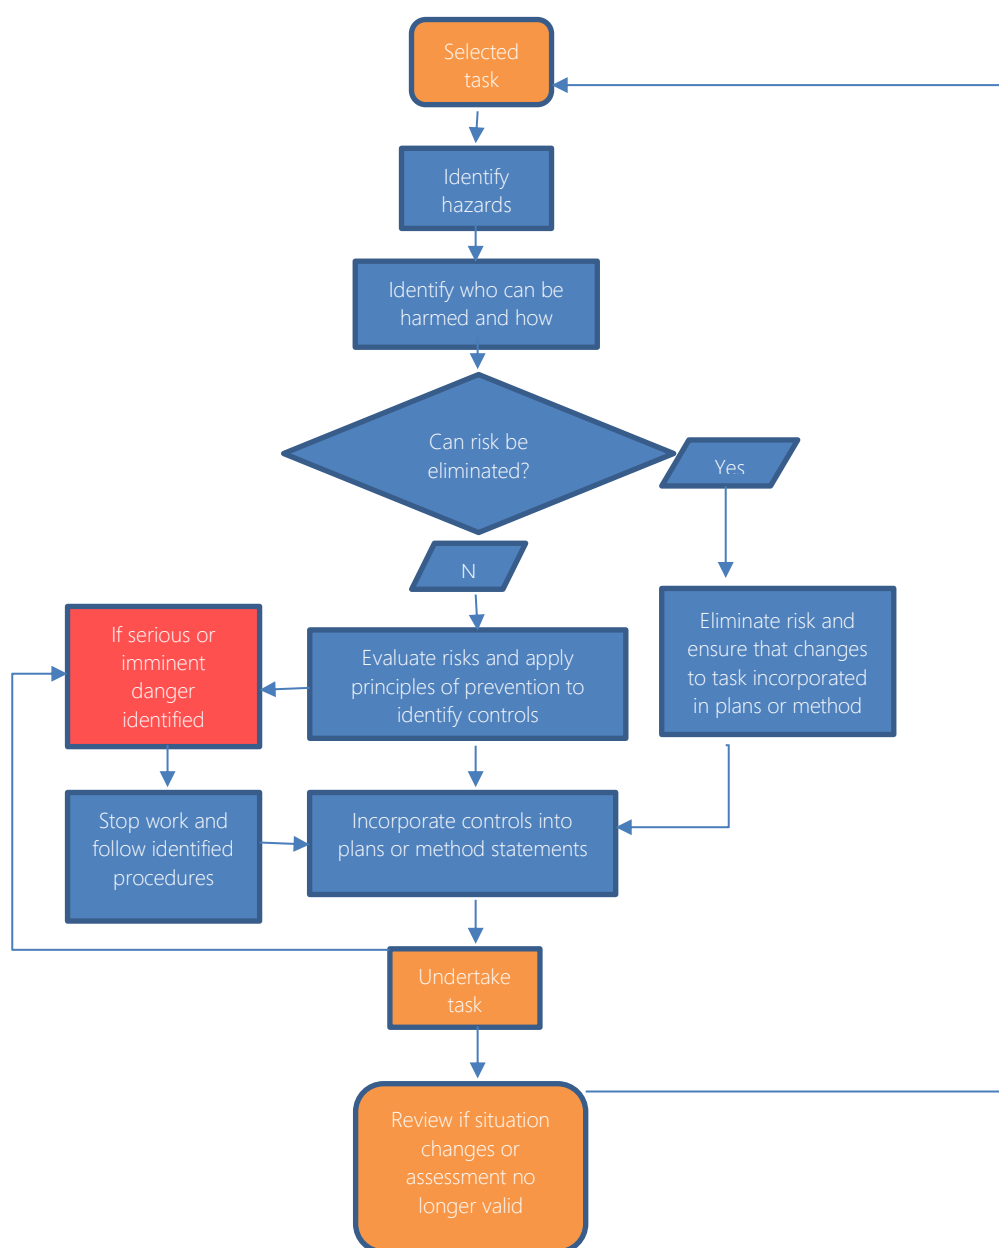 Selected
task
Identify
hazards
Identify who can be
harmed and how
Can risk be
eliminated?
Yes
N
If serious or
imminent
danger
identified
Evaluate risks and apply
principles of prevention to
identify controls
Eliminate risk and
ensure that changes
to task incorporated
in plans or method
Stop work and
follow identified
procedures
Incorporate controls into
plans or method statements
Undertake
task
Review if situation
changes or
assessment no
longer valid